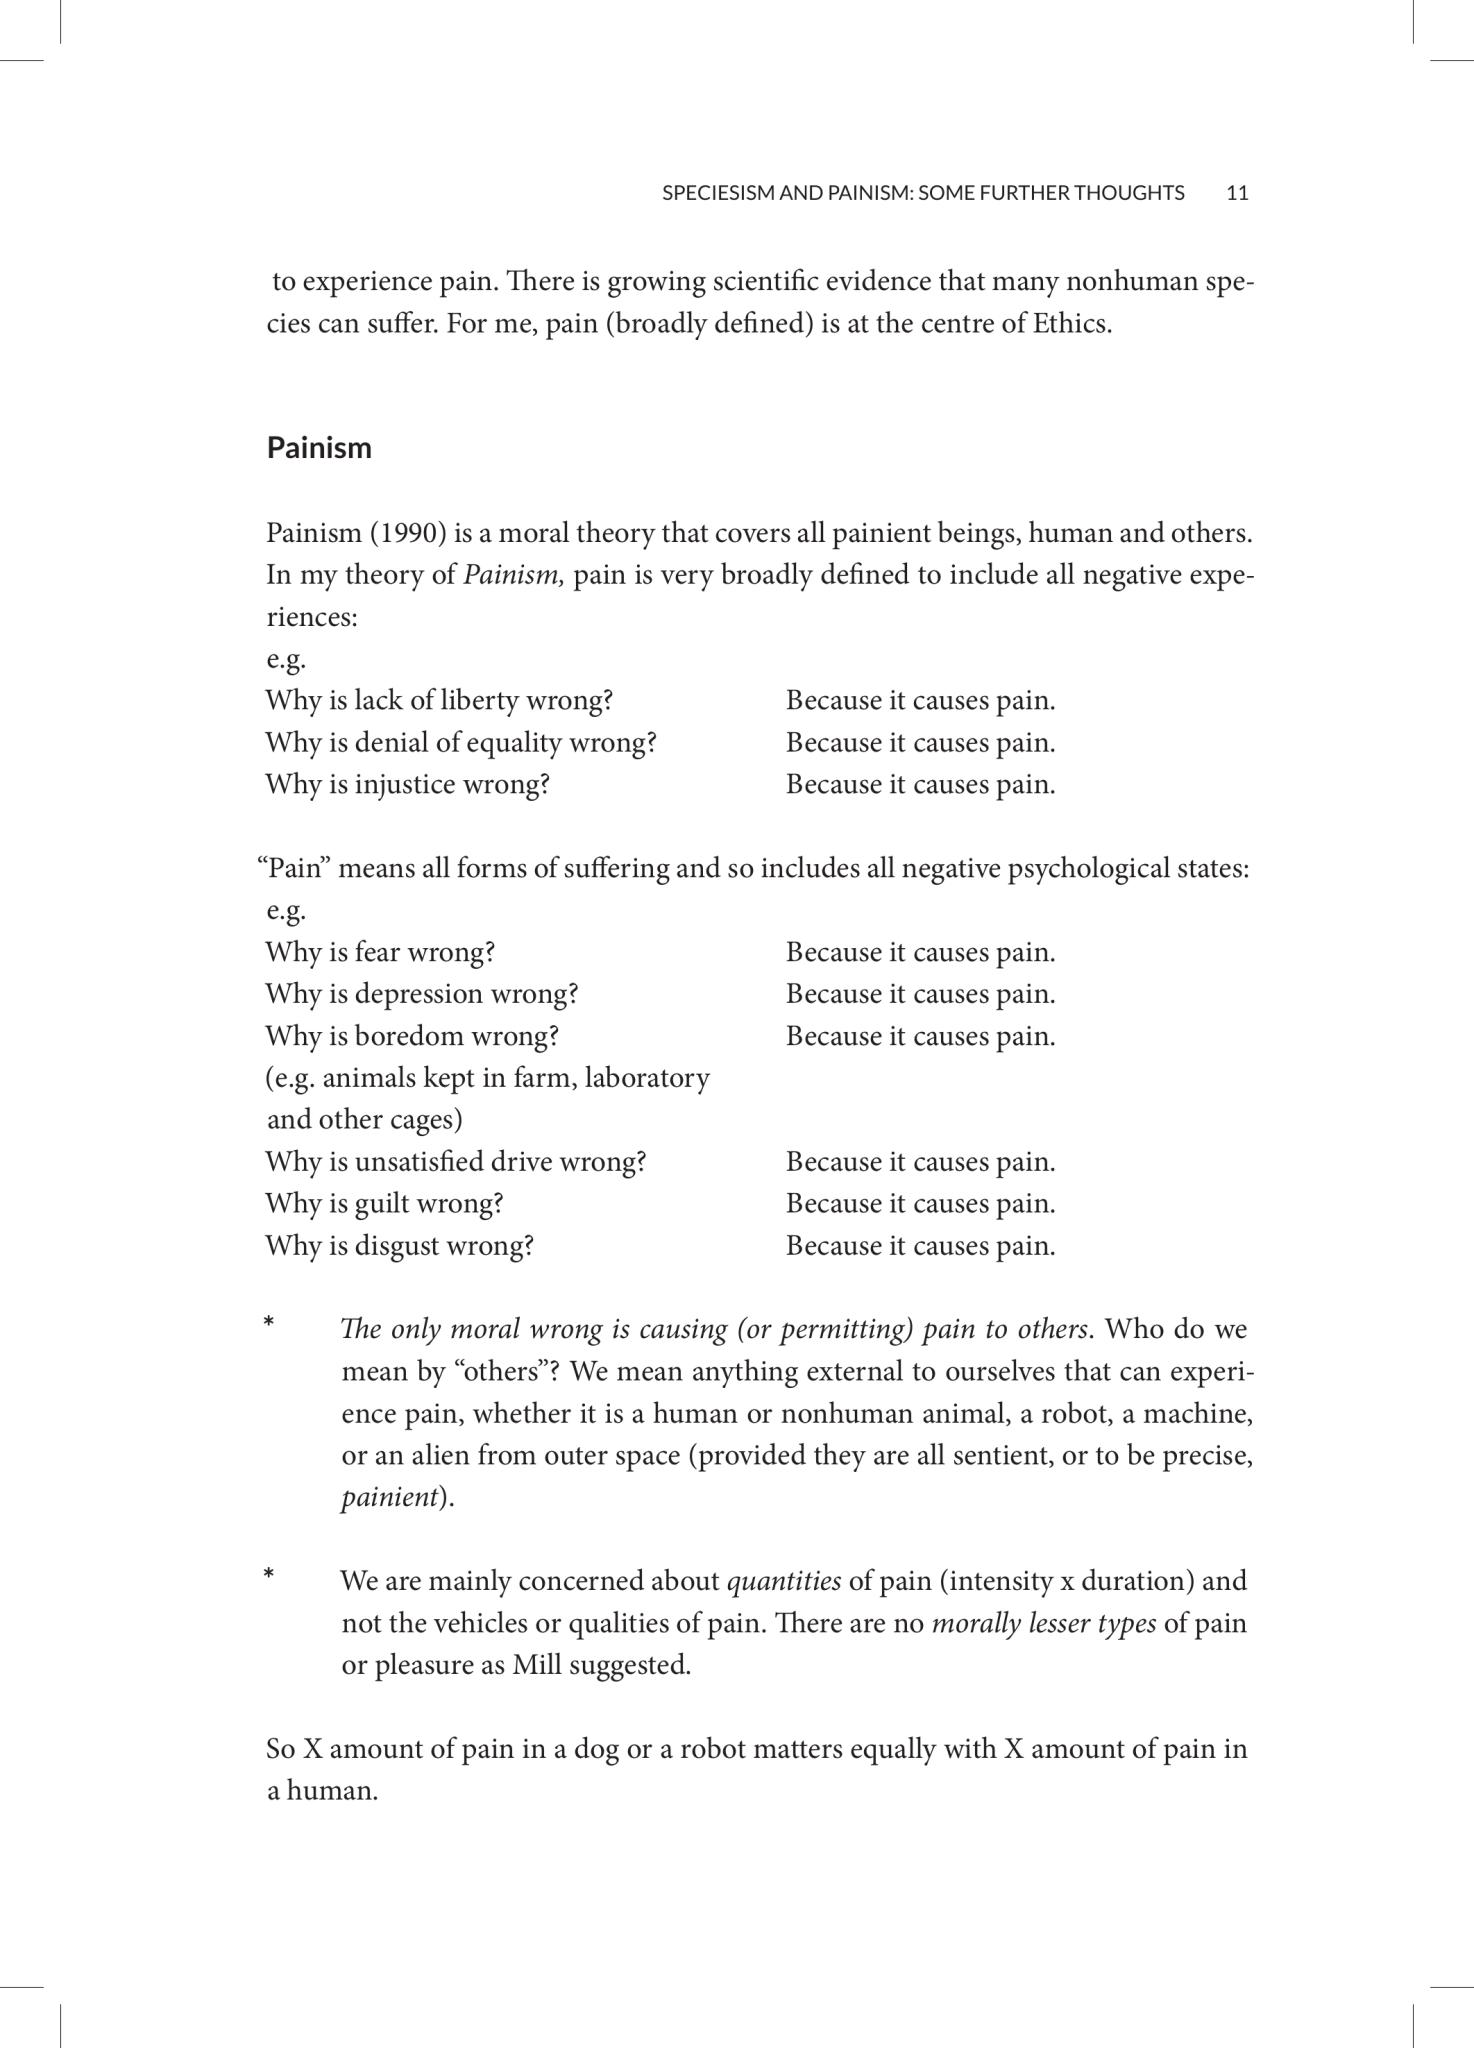 SPECIESISM AND PAINISM: SOME FURTHER THOUGHTS 11
to experience pain. There is growing scientific evidence that many nonhuman spe-
cies can suffer. For me, pain (broadly defined) is at the centre of Ethics.
Painism
Painism (1990) is a moral theory that covers all painient beings, human and others.
In my theory of Painism, pain is very broadly defined to include all negative expe-
riences:
e.g.
Why is lack of liberty wrong? Because it causes pain.
Why is denial of equality wrong? Because it causes pain.
Why is injustice wrong? Because it causes pain.
“Pain” means all forms of suffering and so includes all negative psychological states:
e.g.
Why is fear wrong? Because it causes pain.
Why is depression wrong? Because it causes pain.
Why is boredom wrong? Because it causes pain.
(e.g. animals kept in farm, laboratory
and other cages)
Why is unsatisfied drive wrong? Because it causes pain.
Why is guilt wrong? Because it causes pain.
Why is disgust wrong? Because it causes pain.
* The only moral wrong is causing (or permitting) pain to others. Who do we
mean by “others”? We mean anything external to ourselves that can experi-
ence pain, whether it is a human or nonhuman animal, a robot, a machine,
or an alien from outer space (provided they are all sentient, or to be precise,
painient).
* We are mainly concerned about quantities of pain (intensity x duration) and
not the vehicles or qualities of pain. There are no morally lesser types of pain
or pleasure as Mill suggested.
So X amount of pain in a dog or a robot matters equally with X amount of pain in
a human.